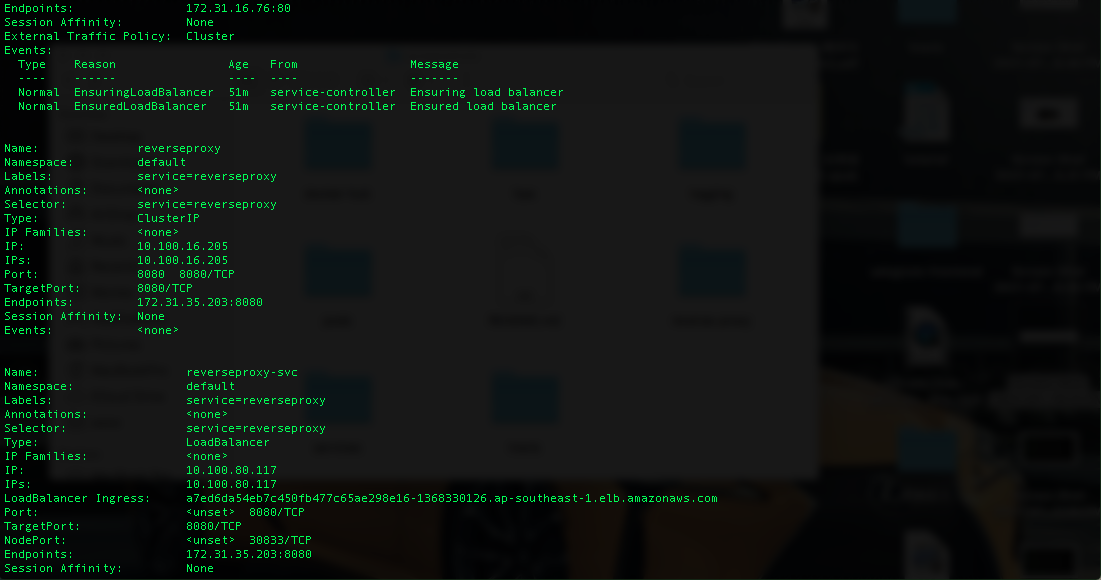 Endpoints:                172.31.16.76:80
Session Affinity:         None
External Traffic Policy:  Cluster
Events:
  Type    Reason                Age   From                Message
  ----    ------                ----  ----                -------
  Normal  EnsuringLoadBalancer  51m   service-controller  Ensuring load balancer
  Normal  EnsuredLoadBalancer   51m   service-controller  Ensured load balancer
Name:              reverseproxy
Namespace:         default
Labels:            service=reverseproxy
Annotations:       <none>
Selector:          service=reverseproxy
Type:              ClusterIP
IP Families:       <none>
IP:                10.100.16.205
IPs:               10.100.16.205
Port:              8080  8080/TCP
TargetPort:        8080/TCP
Endpoints:         172.31.35.203:8080
Session Affinity:  None
Events:            <none>
Name:                     reverseproxy-svc
Namespace:                default
Labels:                   service=reverseproxy
Annotations:              <none>
Selector:                 service=reverseproxy
Type:                     LoadBalancer
IP Families:              <none>
IP:                       10.100.80.117
IPs:                      10.100.80.117
LoadBalancer Ingress:     a7ed6da54eb7c450fb477c65ae298e16-1368330126.ap-southeast-1.elb.amazonaws.com
Port:                     <unset>  8080/TCP
TargetPort:               8080/TCP
NodePort:                 <unset>  30833/TCP
Endpoints:                172.31.35.203:8080
Session Affinity:         None